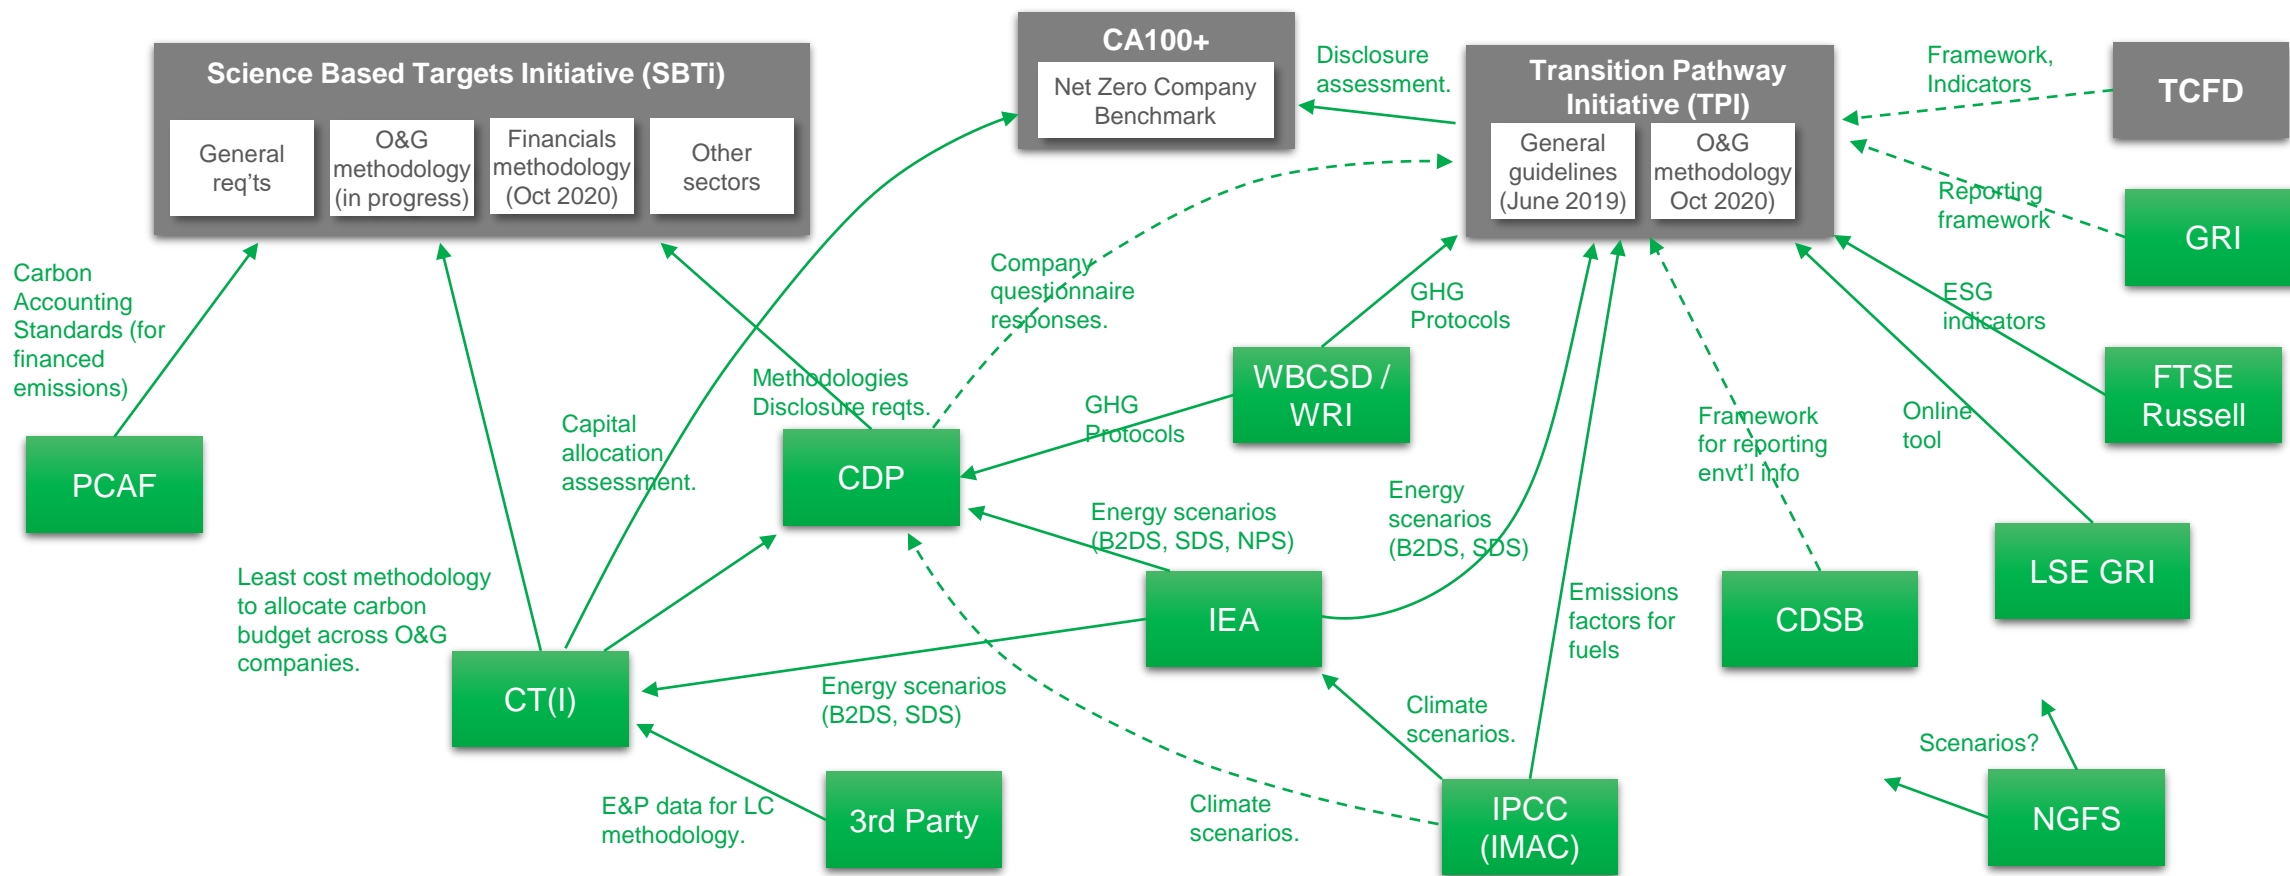 CA100+
Net Zero Company
Benchmark
Science Based Targets Initiative (SBTi)
General
req'ts
O&G
methodology
(in progress)
Financials
methodology
(Oct 2020)
Other
sectors
Disclosure
assessment.
Transition Pathway
Initiative (TPI)
General
guidelines
(June 2019)
O&G
methodology
Oct 2020)
Framework,
Indicators
TCFD
Reporting
framework
GRI
Carbon
Accounting
Standards (for
financed
emissions)
Company
questionnaire
responses.
GHG
Protocols
ESG
indicators
WBCSD /
WRI
FTSE
Russell
Methodologies
Disclosure reqts.
GHG
Protocols
Capital
allocation
assessment.
Framework
for reporting
envt'l info
Online
tool
PCAF
CDP
Energy scenarios
(B2DS, SDS, NPS)
Energy
scenarios
(B2DS, SDS)
LSE GRI
Least cost methodology
to allocate carbon
budget across O&G
companies.
IEA
Emissions
factors for
fuels
CDSB
CT(I)
Energy scenarios
(B2DS, SDS)
Climate
scenarios.
Scenarios?
E&P data for LC
methodology.
3rd Party
Climate
scenarios.
IPCC
(IMAC)
NGFS